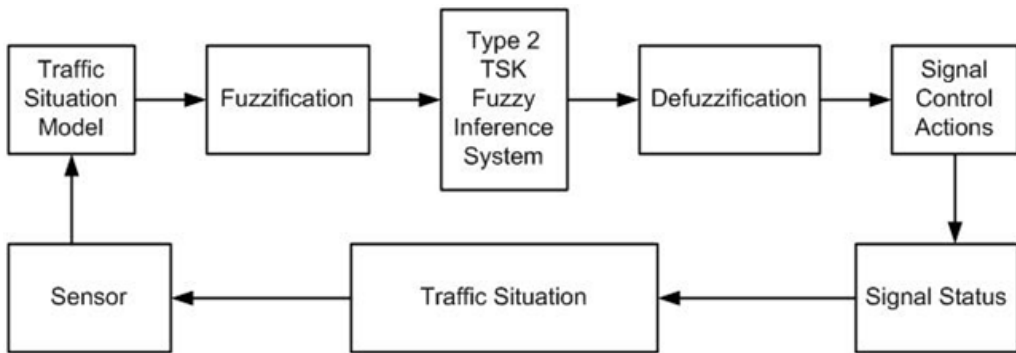 Traffic
Situation
Model
Fuzzification
Type 2
TSK
Fuzzy
Inference
System
Defuzzification
Signal
Control
Actions
Sensor
Traffic Situation
Signal Status